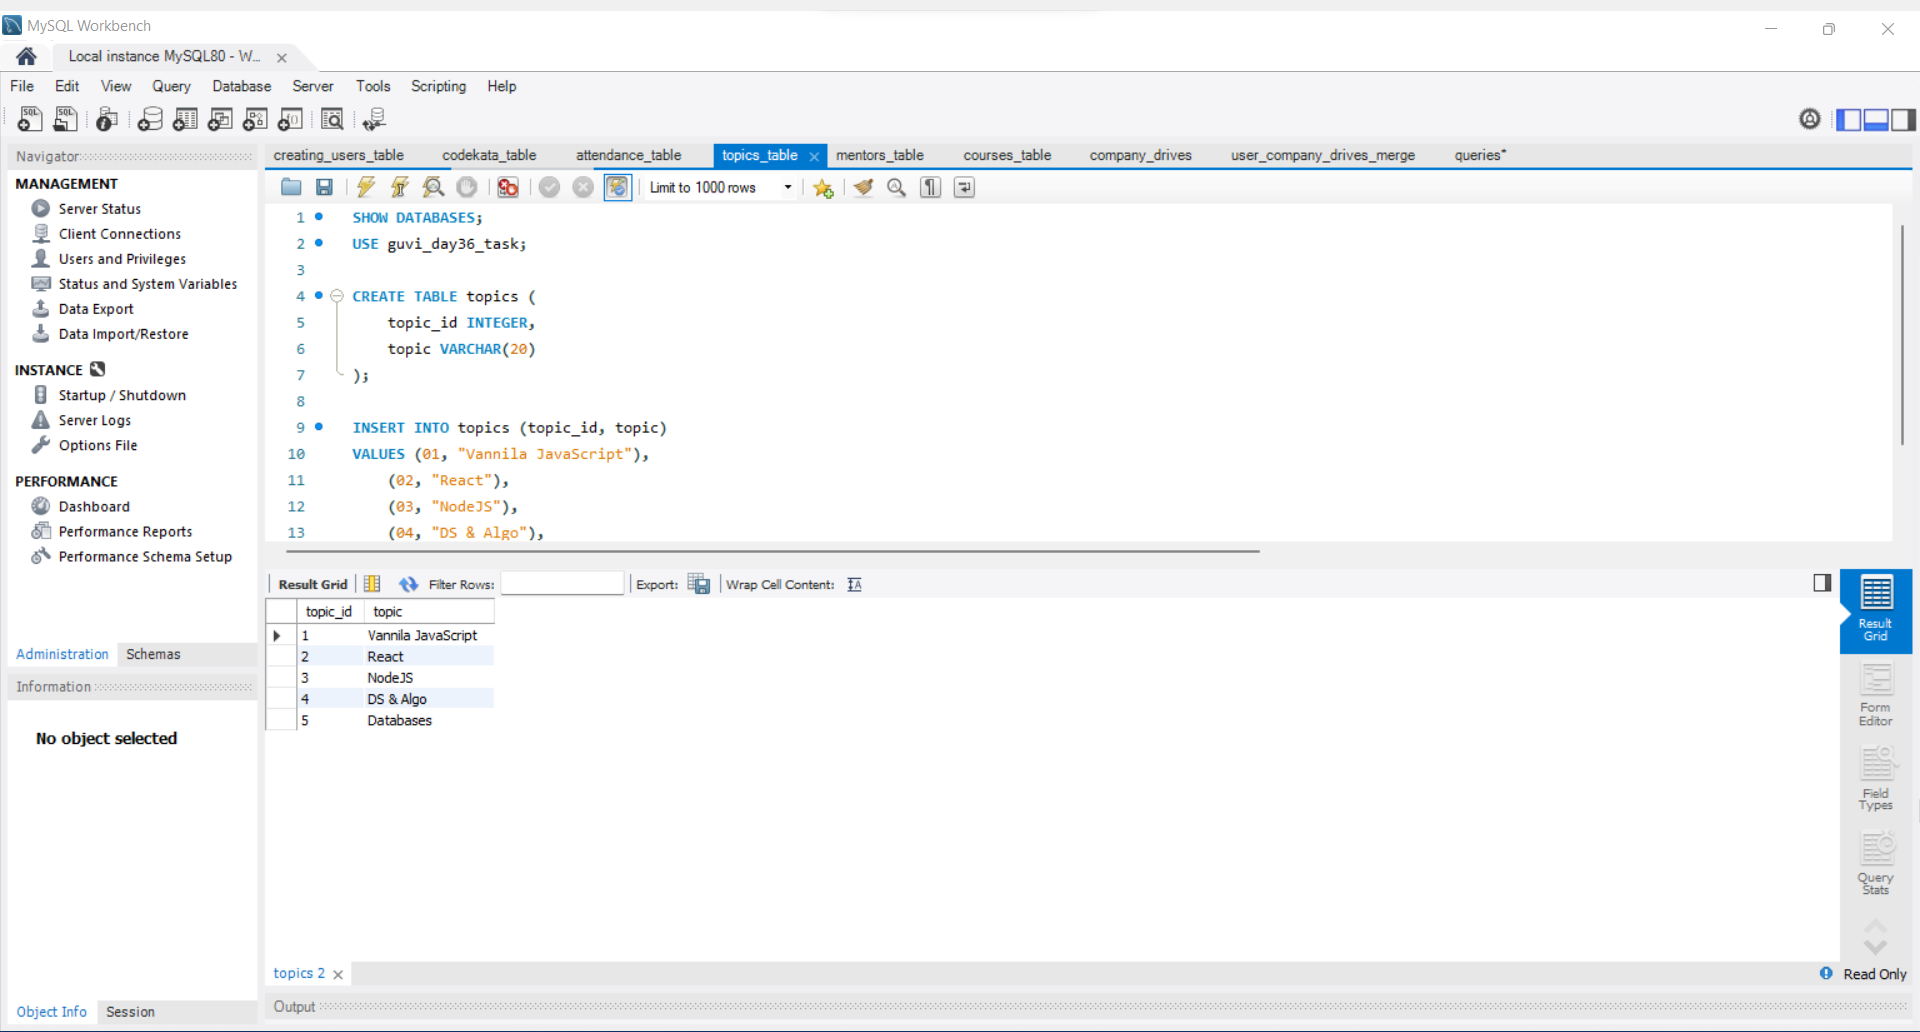 MySQL Workbench
Local instance MySQL80 - W...
File Edit View Query Database Server Tools Scripting Help
Navigator
creating_users_table codekata_table attendance_table topics_table mentors_table courses_table company_drives user_company_drives_merge queries*
MANAGEMENT
Server Status
Client Connections
Users and Privileges
Status and System Variables
Data Export
Data Import/Restore
INSTANCE
Startup / Shutdown
Server Logs
Options File
PERFORMANCE
Dashboard
Performance Reports
Performance Schema Setup
Administration Schemas
Information
No object selected
Object Info Session
Limit to 1000 rows
1 SHOW DATABASES;
2 USE guvi_day36_task;
3
4 CREATE TABLE topics (
5 topic_id INTEGER,
6 topic VARCHAR(20)
7 );
8
9 INSERT INTO topics (topic_id, topic)
10 VALUES (01, "Vannila JavaScript"),
11 (02, "React"),
12 (03, "NodeJS"),
13 (04, "DS & Algo"),
Result Grid Filter Rows: Export: Wrap Cell Content:
topic_id topic
1 Vannila JavaScript
2 React
3 NodeJS
4 DS & Algo
5 Databases
Result
Grid
Form
Editor
Field
Types
Query
Stats
topics 2
Read Only
Output